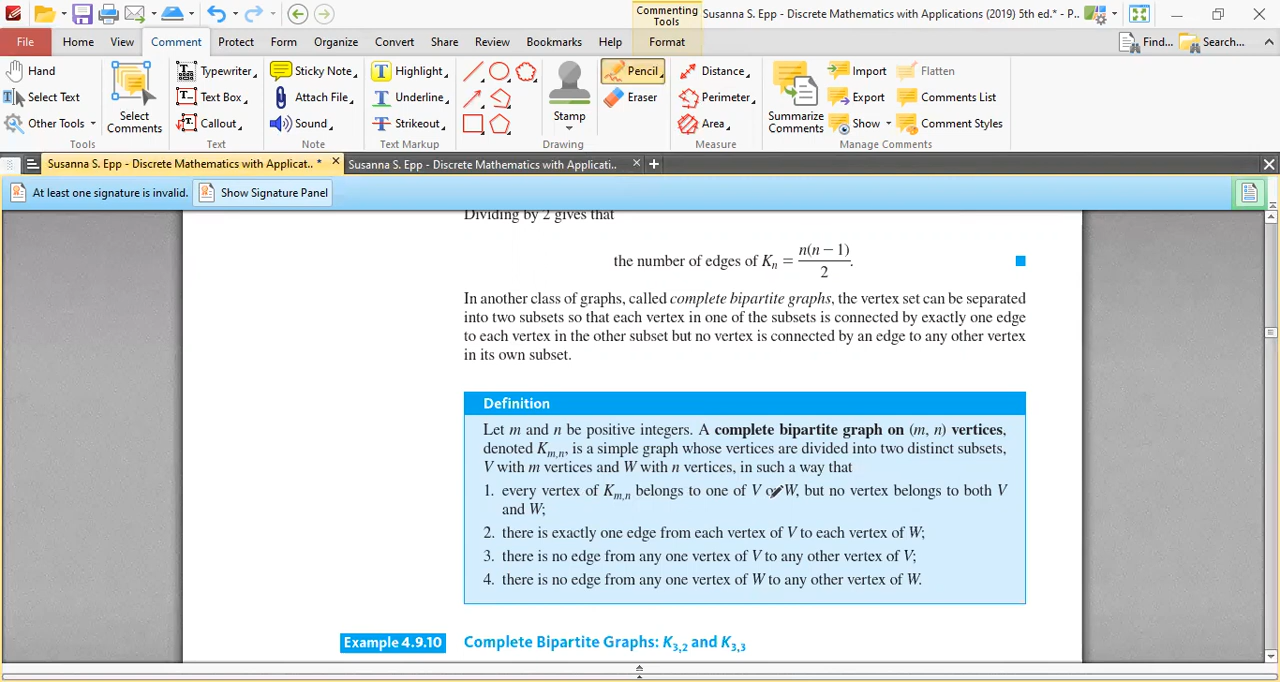 Commenting Tools
Susanna S. Epp - Discrete Mathematics with Applications (2019) 5th ed.* - P..
File Home View Comment Protect Form Organize Convert Share Review Bookmarks Help Format Find... Search...
Hand
Select Text
Other Tools
Select Comments
Tools
Typewriter
Text Box
Callout
Text
Sticky Note
Attach File
Sound
Note
Highlight
Underline
Strikeout
Text Markup
Stamp
Pencil
Eraser
Drawing
Distance
Perimeter
Area
Measure
Summarize Comments
Import
Export
Show
Flatten
Comments List
Comment Styles
Manage Comments
Susanna S. Epp - Discrete Mathematics with Applicat.. *
Susanna S. Epp - Discrete Mathematics with Applicati..
At least one signature is invalid. Show Signature Panel
Dividing by 2 gives that
the number of edges of Kn = n(n − 1)/2.
In another class of graphs, called complete bipartite graphs, the vertex set can be separated
into two subsets so that each vertex in one of the subsets is connected by exactly one edge
to each vertex in the other subset but no vertex is connected by an edge to any other vertex
in its own subset.
Definition
Let m and n be positive integers. A complete bipartite graph on (m, n) vertices,
denoted Km,n, is a simple graph whose vertices are divided into two distinct subsets,
V with m vertices and W with n vertices, in such a way that
1. every vertex of Km,n belongs to one of V or W, but no vertex belongs to both V
and W;
2. there is exactly one edge from each vertex of V to each vertex of W;
3. there is no edge from any one vertex of V to any other vertex of V;
4. there is no edge from any one vertex of W to any other vertex of W.
Example 4.9.10 Complete Bipartite Graphs: K3,2 and K3,3